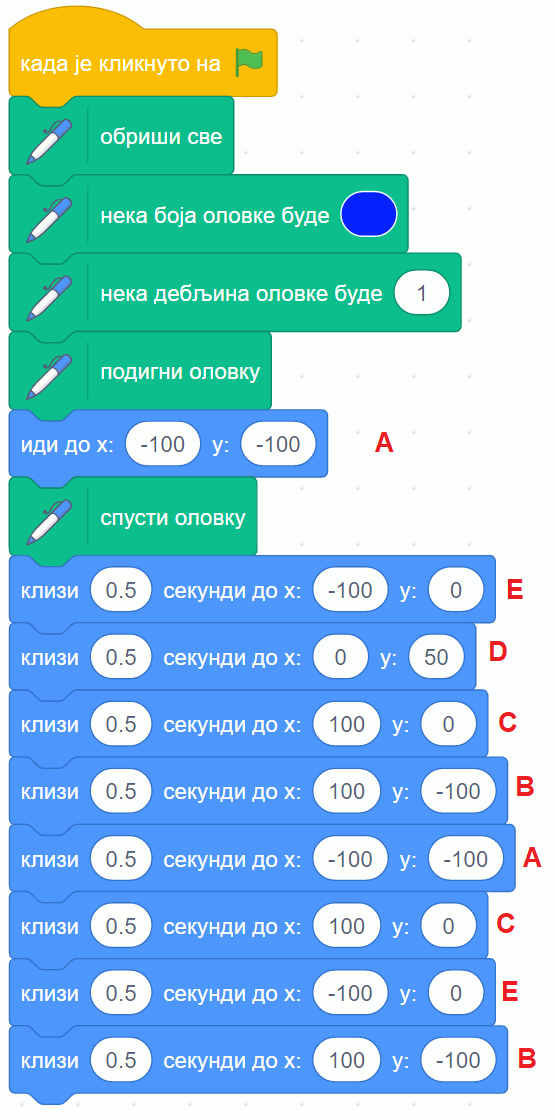 када је кликнуто на
обриши све
нека боја оловке буде
нека дебљина оловке буде 1
подигни оловку
иди до x: -100 y: -100 A
спусти оловку
клизи 0.5 секунди до x: -100 y: 0 E
клизи 0.5 секунди до x: 0 y: 50 D
клизи 0.5 секунди до x: 100 y: 0 C
клизи 0.5 секунди до x: 100 y: -100 B
клизи 0.5 секунди до x: -100 y: -100 A
клизи 0.5 секунди до x: 100 y: 0 C
клизи 0.5 секунди до x: -100 y: 0 E
клизи 0.5 секунди до x: 100 y: -100 B